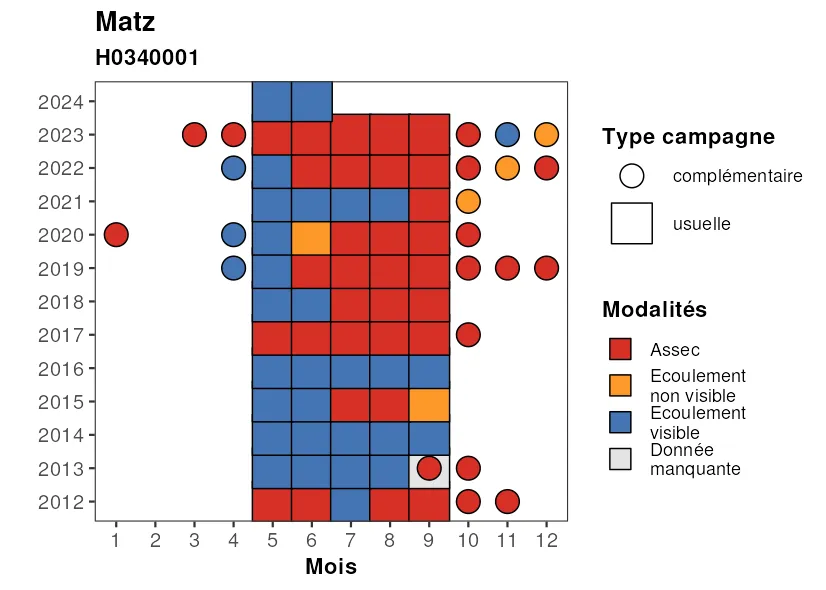 Matz
H0340001
2024
2023
2022
2021
2020
2019
2018
2017
2016
2015
2014
2013
2012
1 2 3 4 5 6 7 8 9 10 11 12
Mois
Type campagne
complémentaire
usuelle
Modalités
Assec
Ecoulement
non visible
Ecoulement
visible
Donnée
manquante